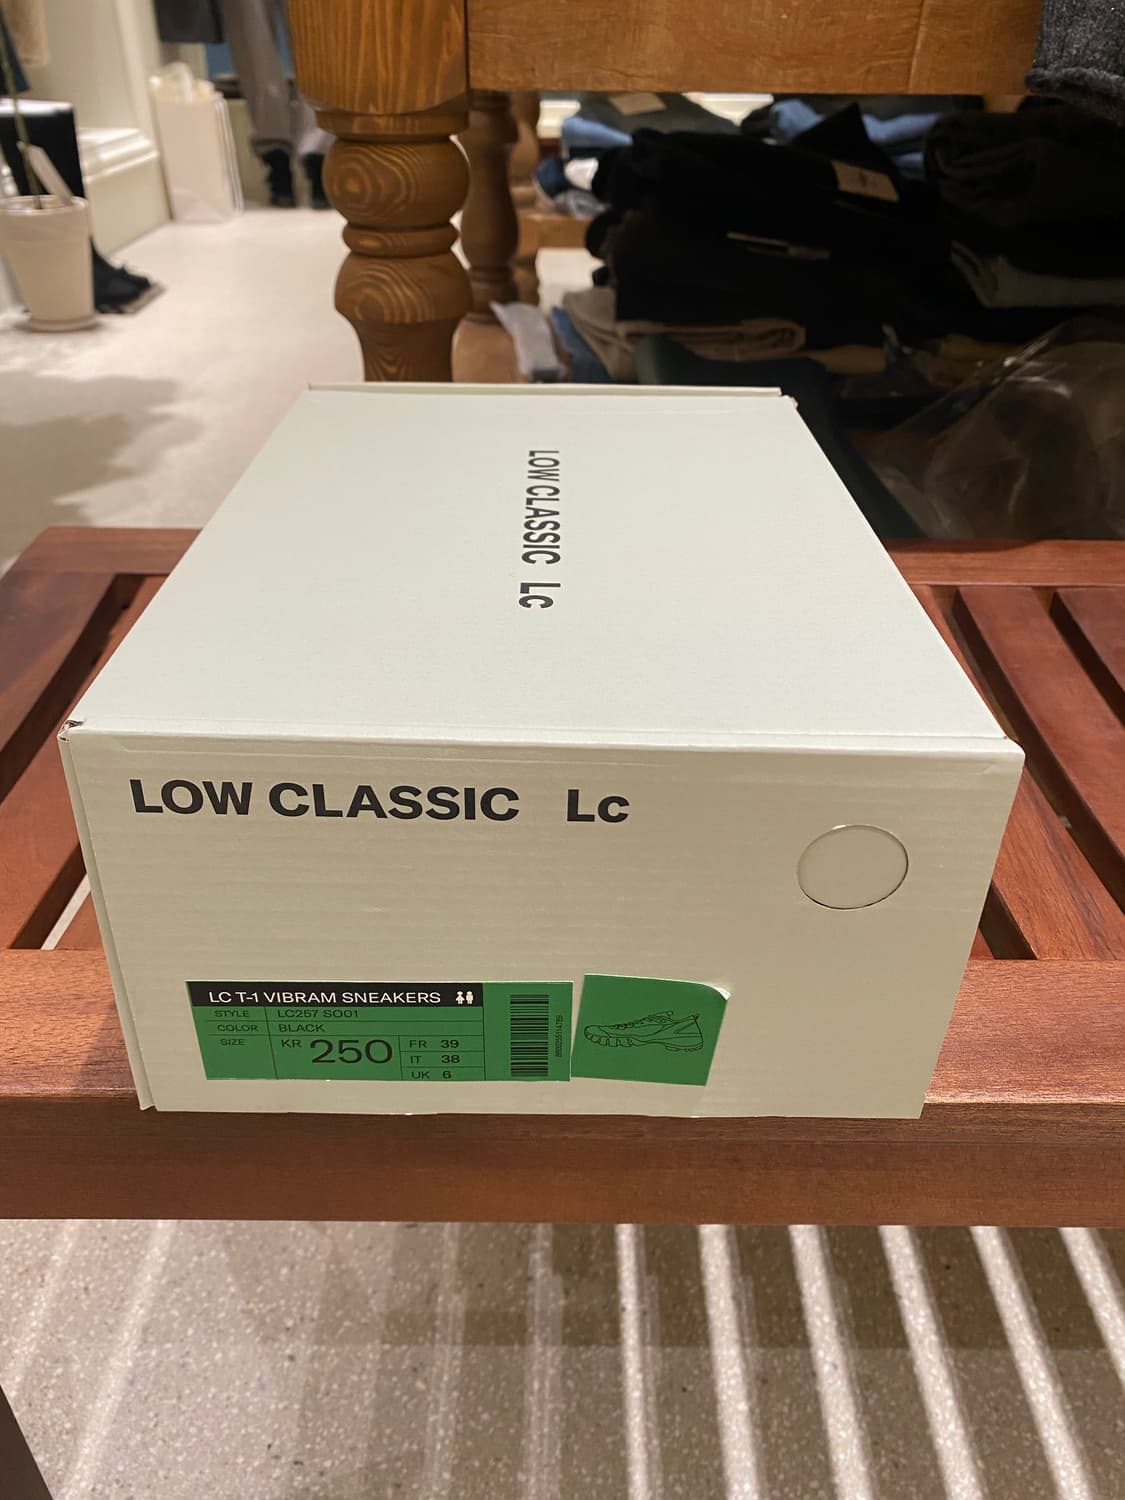 LOW CLASSIC Lc
LOW CLASSIC Lc
LC T-1 VIBRAM SNEAKERS
STYLE LC257 SO01
COLOR BLACK
SIZE KR 250
FR 39
IT 38
UK 6